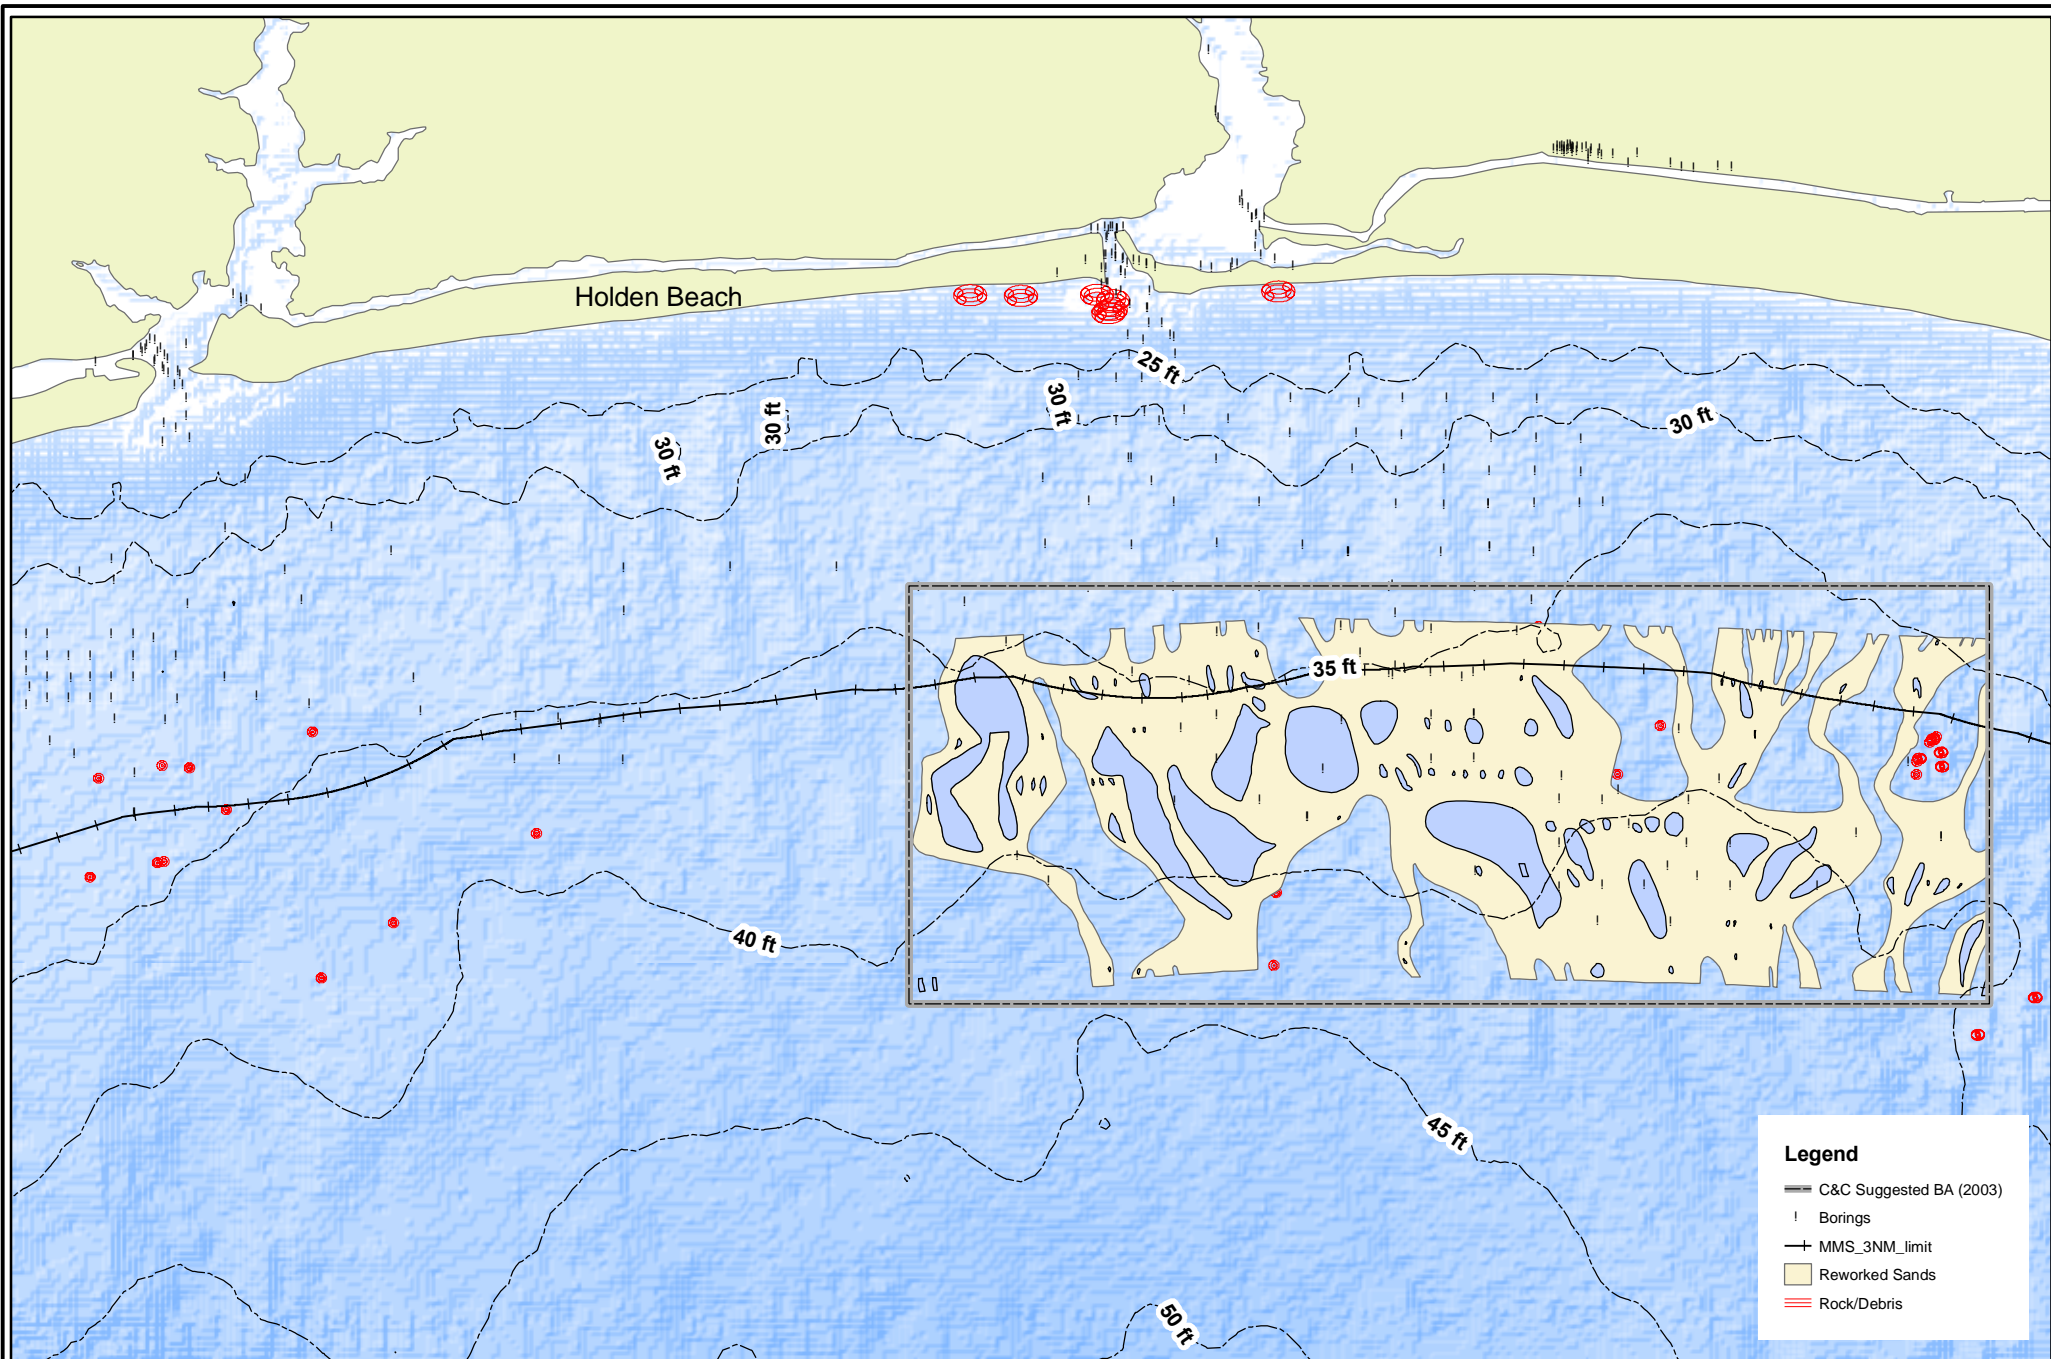 Holden Beach
25 ft
30 ft
30 ft
30 ft
30 ft
35 ft
40 ft
45 ft
50 ft
Legend
C&C Suggested BA (2003)
Borings
MMS_3NM_limit
Reworked Sands
Rock/Debris